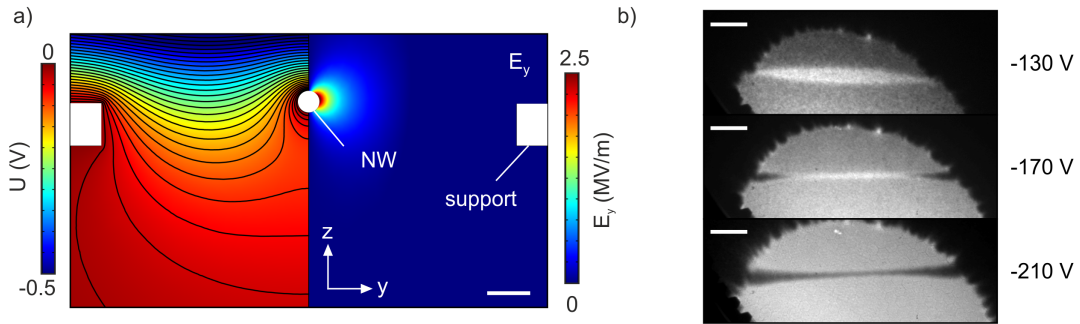 a)
0
U (V)
-0.5
E_y
NW
support
z
y
2.5
E_y (MV/m)
0
b)
-130 V
-170 V
-210 V